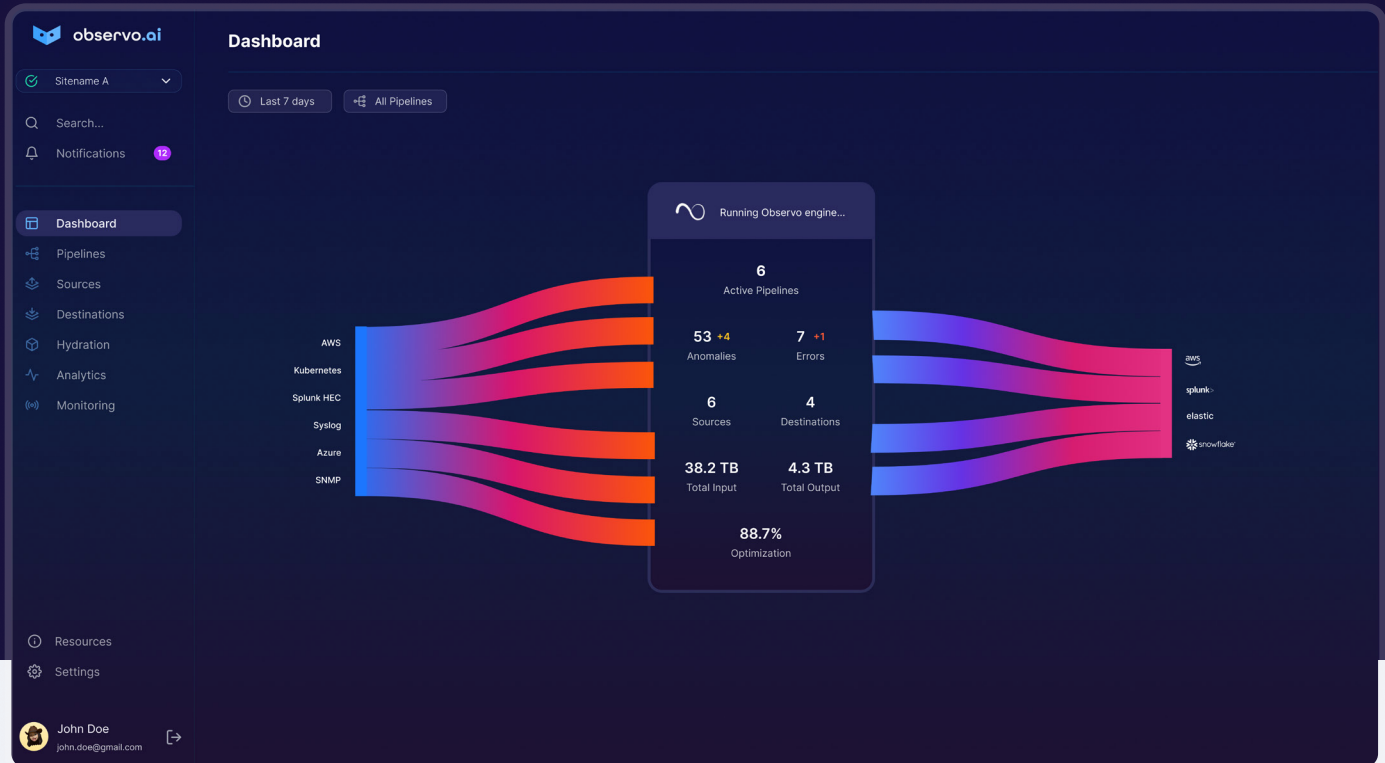 observo.ai
Dashboard
Sitename A
Last 7 days
All Pipelines
Search...
Notifications 12
Dashboard
Pipelines
Sources
Destinations
Hydration
Analytics
Monitoring
Resources
Settings
John Doe
john.doe@gmail.com
AWS
Kubernetes
Splunk HEC
Syslog
Azure
SNMP
Running Observo engine...
6
Active Pipelines
53 +4 7 +1
Anomalies Errors
6 4
Sources Destinations
38.2 TB 4.3 TB
Total Input Total Output
88.7%
Optimization
aws
splunk>
elastic
snowflake